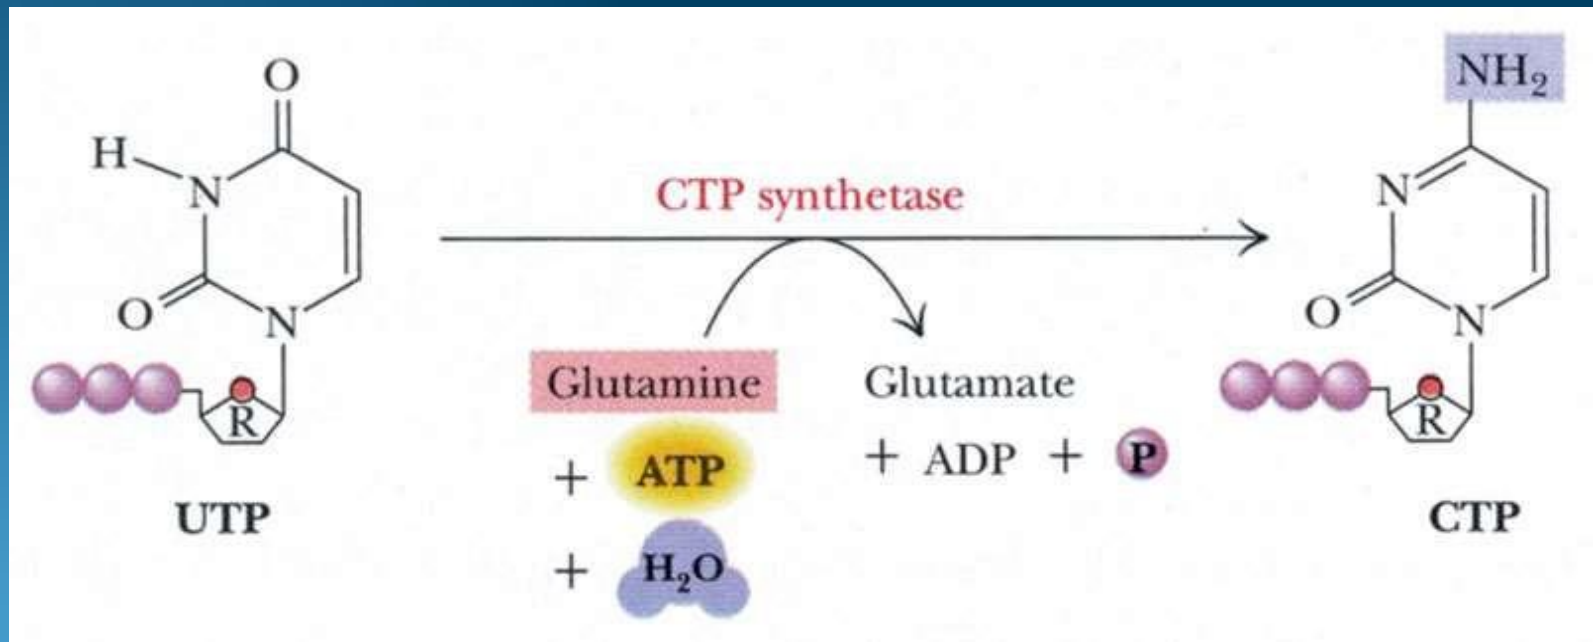 O
H
N
O
N
R
UTP
CTP synthetase
Glutamine
+ ATP
+ H₂O
Glutamate
+ ADP + P
NH₂
N
O
N
R
CTP